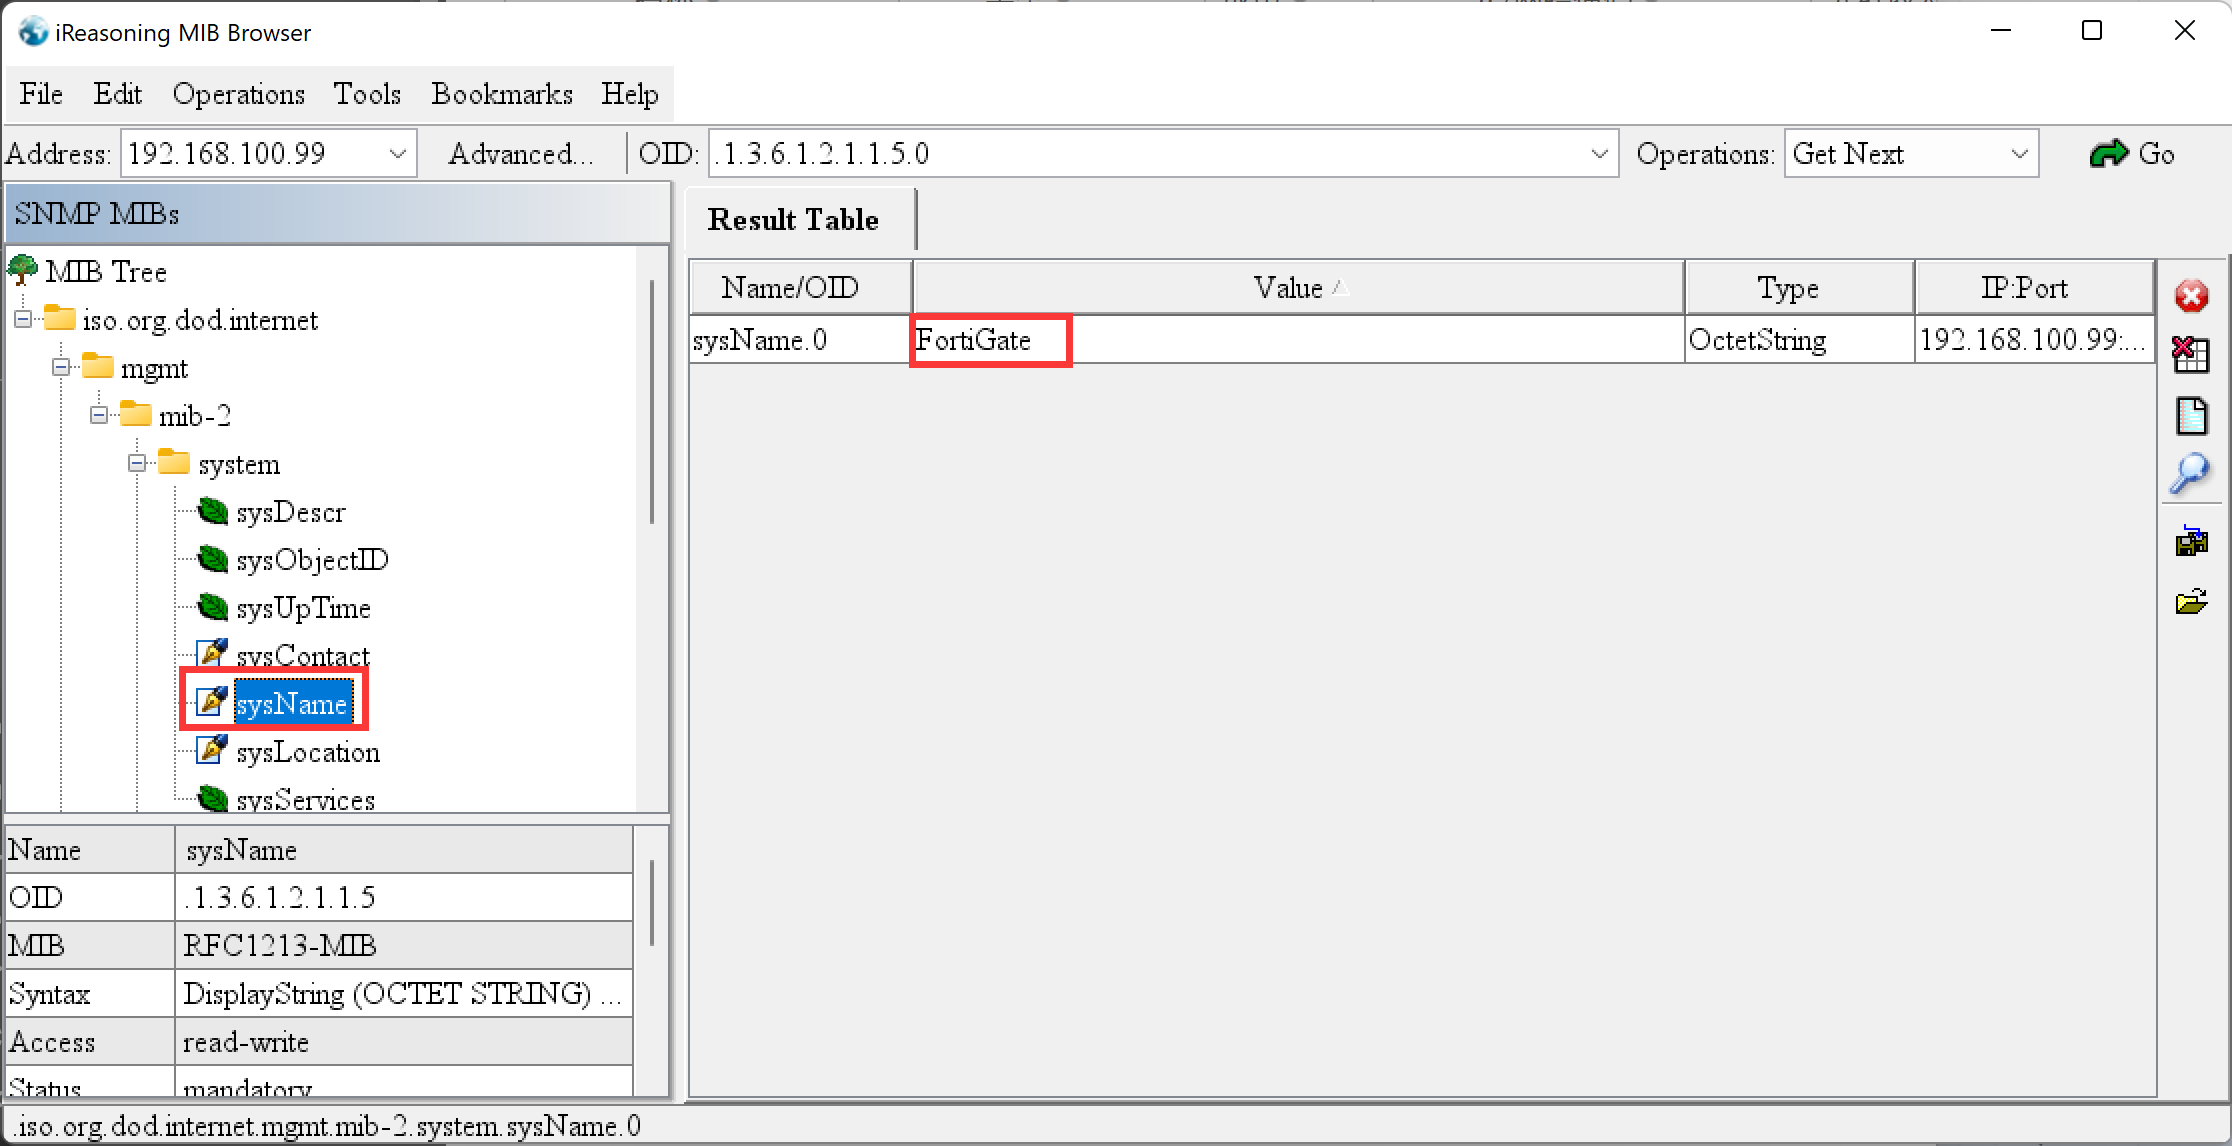 iReasoning MIB Browser
File Edit Operations Tools Bookmarks Help
Address: 192.168.100.99 Advanced... OID: .1.3.6.1.2.1.1.5.0 Operations: Get Next Go
SNMP MIBs
MIB Tree
iso.org.dod.internet
mgmt
mib-2
system
sysDescr
sysObjectID
sysUpTime
sysContact
sysName
sysLocation
sysServices
Name sysName
OID .1.3.6.1.2.1.1.5
MIB RFC1213-MIB
Syntax DisplayString (OCTET STRING) ...
Access read-write
Status mandatory
Result Table
Name/OID Value Type IP:Port
sysName.0 FortiGate OctetString 192.168.100.99:...
.iso.org.dod.internet.mgmt.mib-2.system.sysName.0